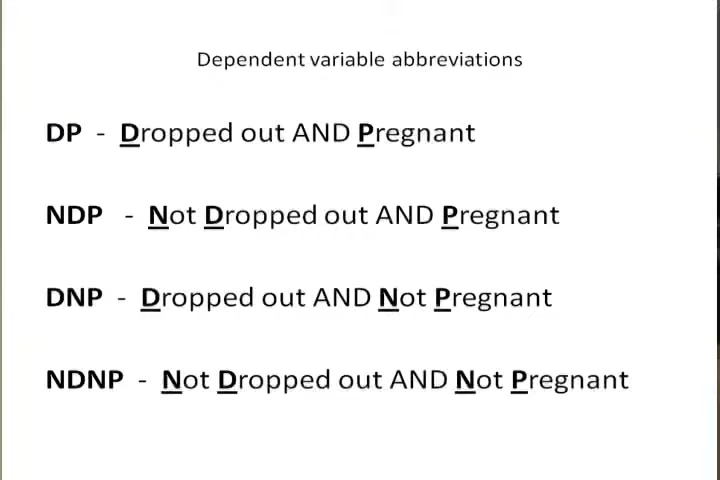 Dependent variable abbreviations
DP - Dropped out AND Pregnant
NDP - Not Dropped out AND Pregnant
DNP - Dropped out AND Not Pregnant
NDNP - Not Dropped out AND Not Pregnant